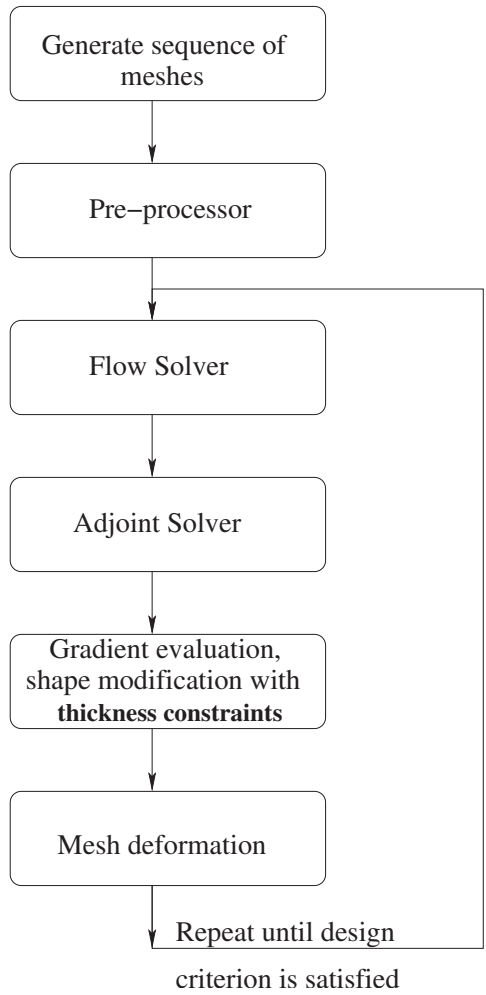 Generate sequence of
meshes
Pre−processor
Flow Solver
Adjoint Solver
Gradient evaluation,
shape modification with
thickness constraints
Mesh deformation
Repeat until design
criterion is satisfied